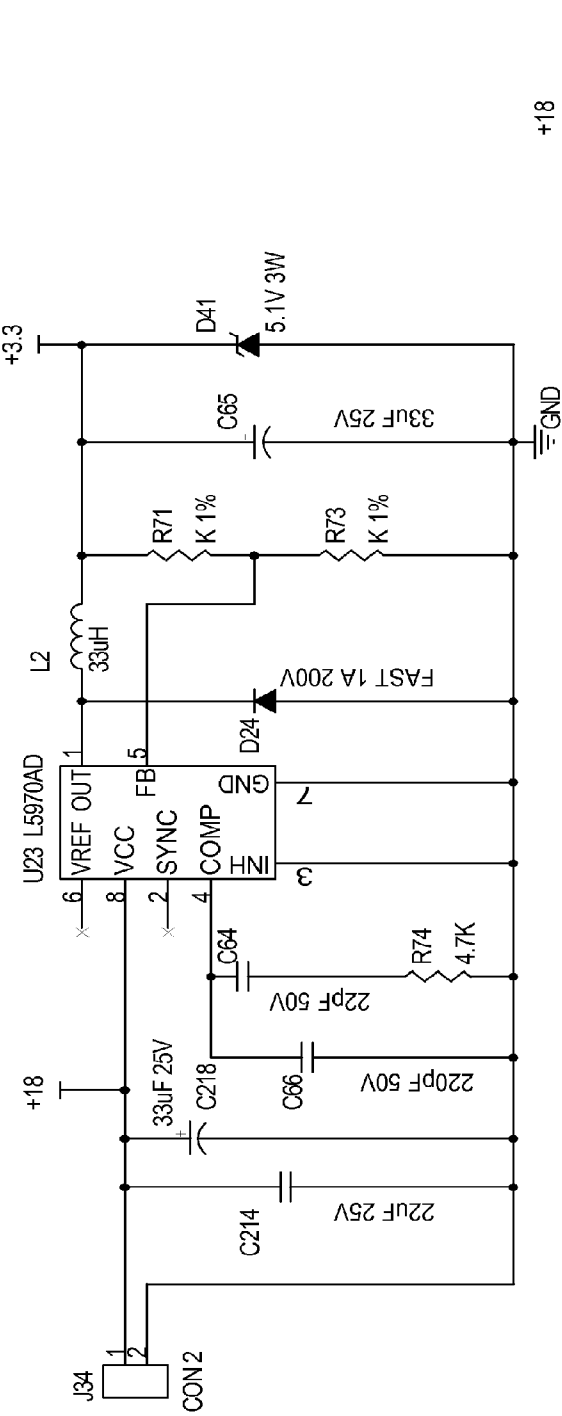 J34
1
2
CON 2
+18
33uF 25V
C218
C214
22uF 25V
C66
220pF 50V
C64
22pF 50V
R74
4.7K
U23 L5970AD
6
VREF
OUT
1
8
VCC
2
SYNC
FB
5
4
COMP
INH
3
GND
7
L2
33uH
D24
FAST 1A 200V
R71
K 1%
R73
K 1%
C65
33uF 25V
+3.3
D41
5.1V 3W
GND
+18